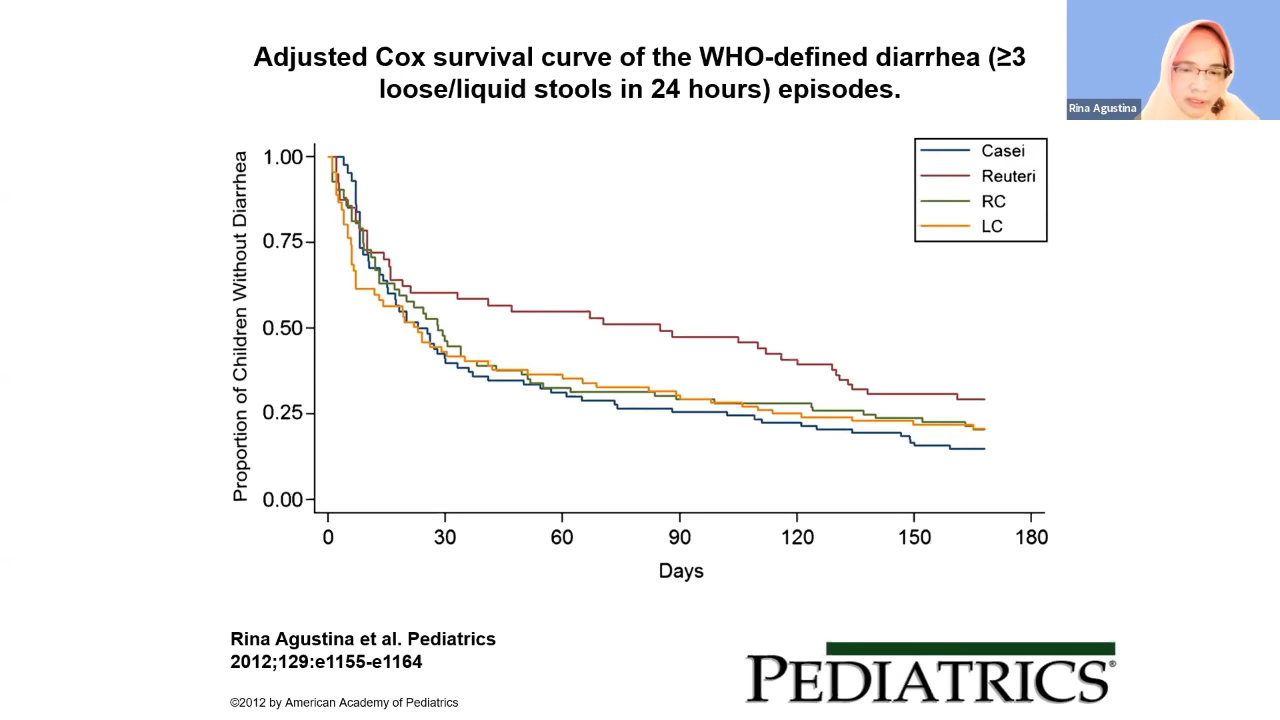 Adjusted Cox survival curve of the WHO-defined diarrhea (≥3
loose/liquid stools in 24 hours) episodes.
Rina Agustina
Proportion of Children Without Diarrhea
1.00
0.75
0.50
0.25
0.00
Casei
Reuteri
RC
LC
0 30 60 90 120 150 180
Days
Rina Agustina et al. Pediatrics
2012;129:e1155-e1164
©2012 by American Academy of Pediatrics
PEDIATRICS®